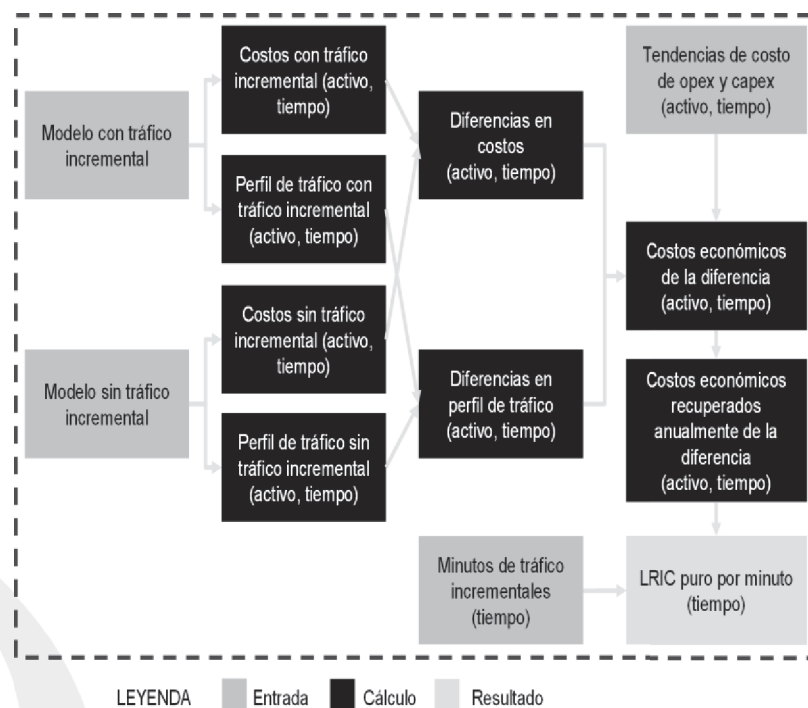 Modelo con tráfico
incremental
Costos con tráfico
incremental (activo,
tiempo)
Perfil de tráfico con
tráfico incremental
(activo, tiempo)
Modelo sin tráfico
incremental
Costos sin tráfico
incremental (activo,
tiempo)
Perfil de tráfico sin
tráfico incremental
(activo, tiempo)
Diferencias en
costos
(activo, tiempo)
Diferencias en
perfil de tráfico
(activo, tiempo)
Minutos de tráfico
incrementales
(tiempo)
Tendencias de costo
de opex y capex
(activo, tiempo)
Costos económicos
de la diferencia
(activo, tiempo)
Costos económicos
recuperados
anualmente de la
diferencia
(activo, tiempo)
LRIC puro por minuto
(tiempo)
LEYENDA Entrada Cálculo Resultado